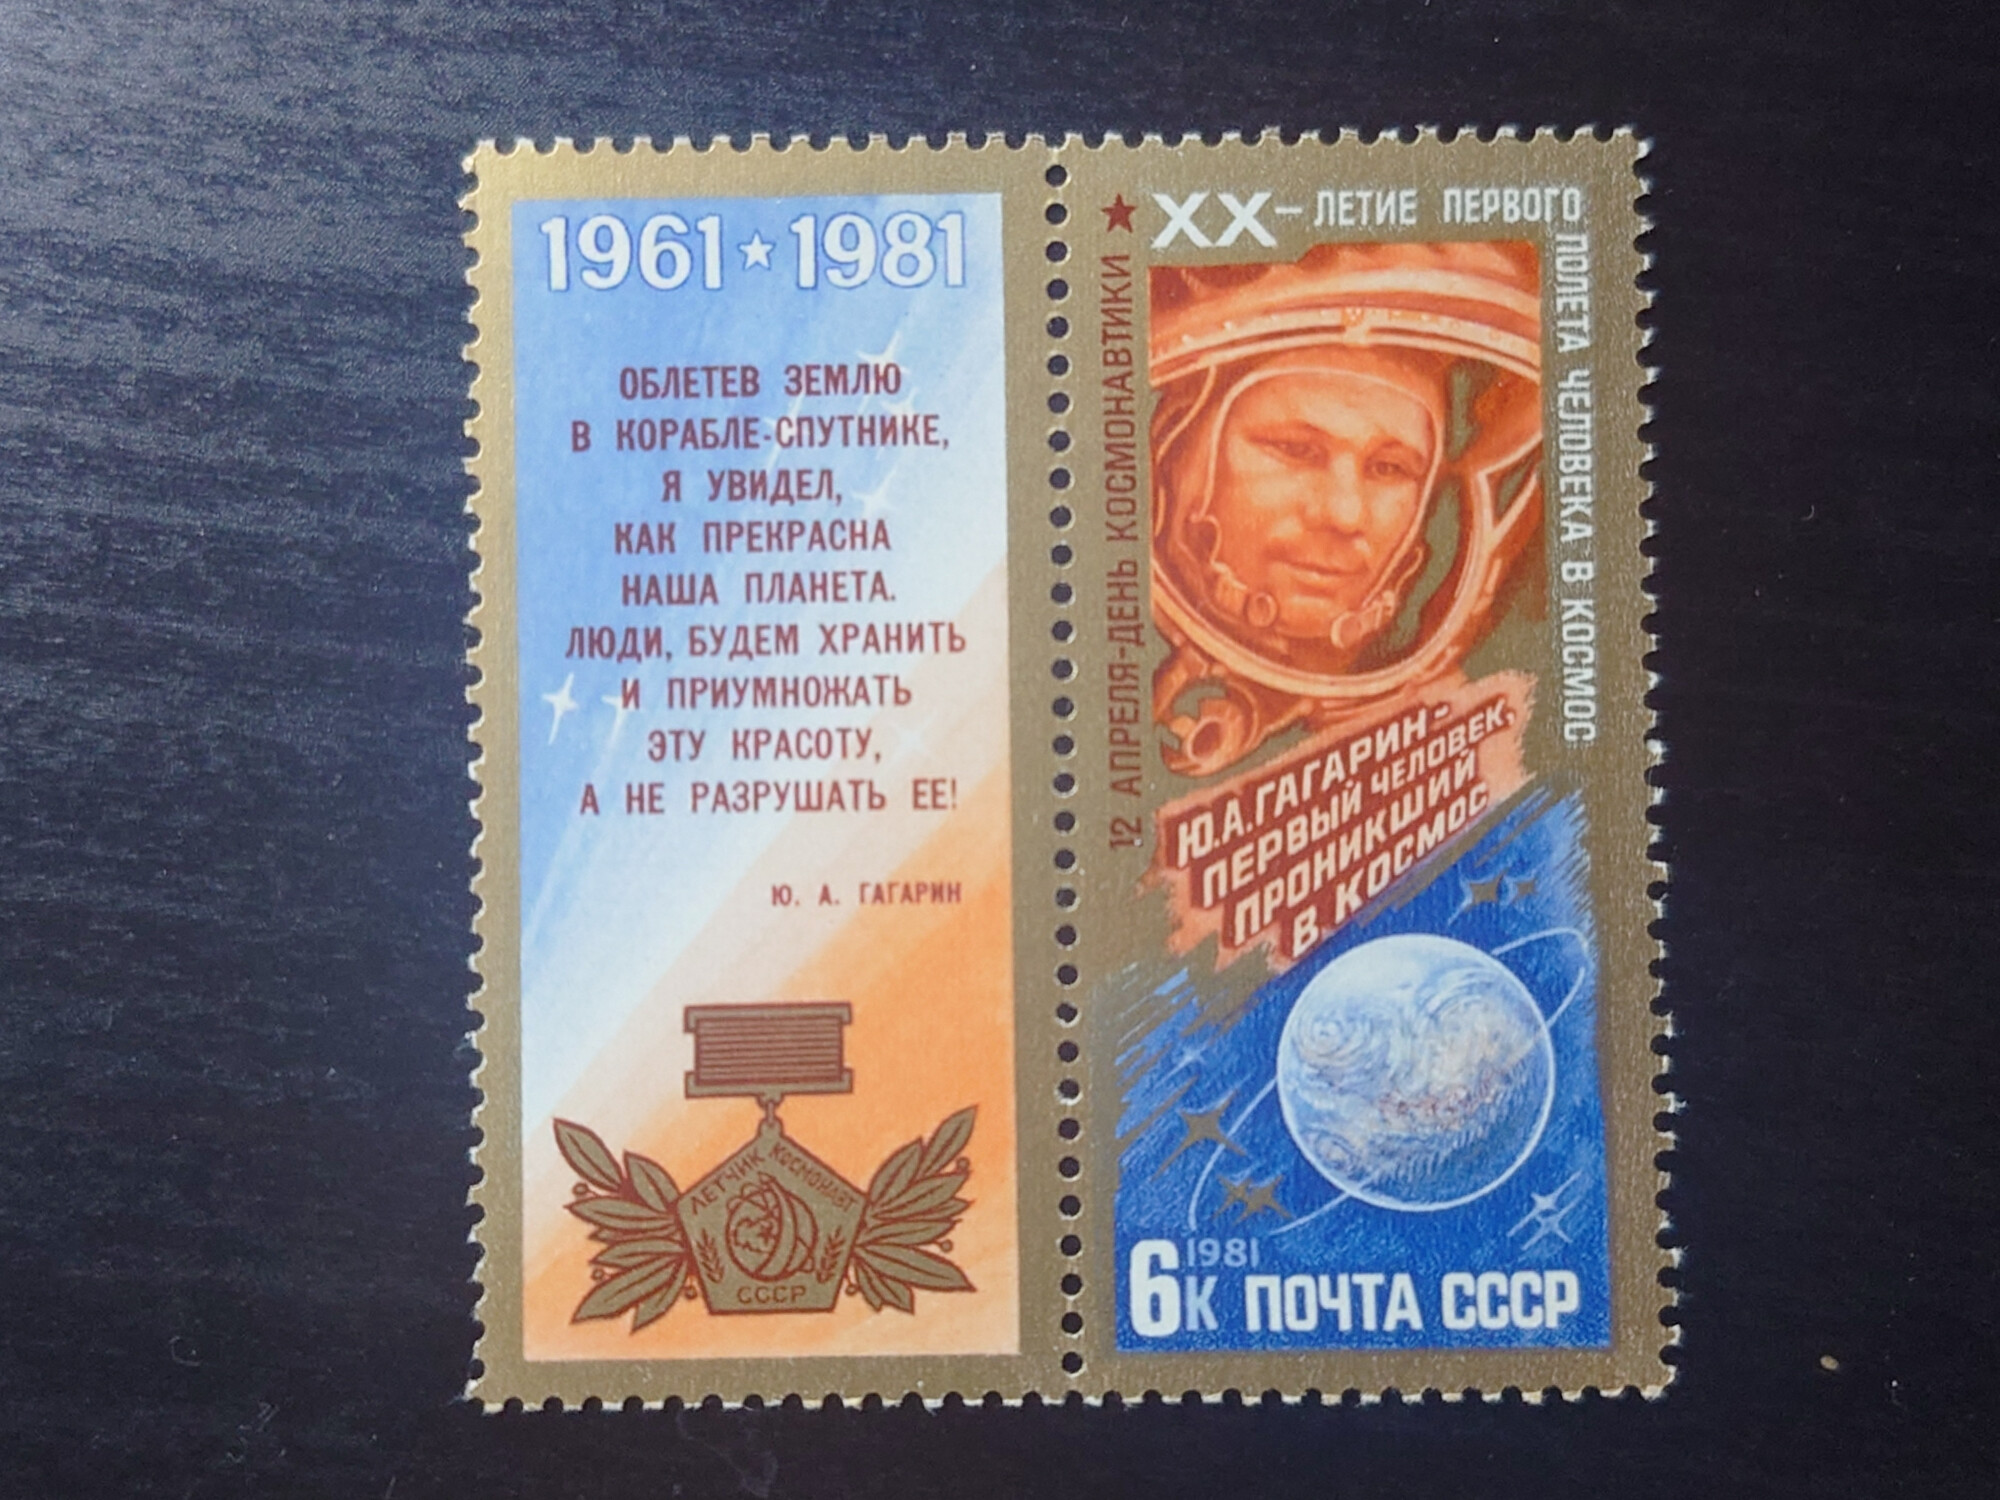 1961★1981
ОБЛЕТЕВ ЗЕМЛЮ
В КОРАБЛЕ-СПУТНИКЕ,
Я УВИДЕЛ,
КАК ПРЕКРАСНА
НАША ПЛАНЕТА.
ЛЮДИ, БУДЕМ ХРАНИТЬ
И ПРИУМНОЖАТЬ
ЭТУ КРАСОТУ,
А НЕ РАЗРУШАТЬ ЕЕ!
Ю. А. ГАГАРИН
ЛЕТЧИК КОСМОНАВТ
СССР
12 АПРЕЛЯ-ДЕНЬ КОСМОНАВТИКИ ★
XX–ЛЕТИЕ ПЕРВОГО
ПОЛЕТА ЧЕЛОВЕКА В КОСМОС
Ю.А.ГАГАРИН-
ПЕРВЫЙ ЧЕЛОВЕК,
ПРОНИКШИЙ
В КОСМОС
1981
6К ПОЧТА СССР